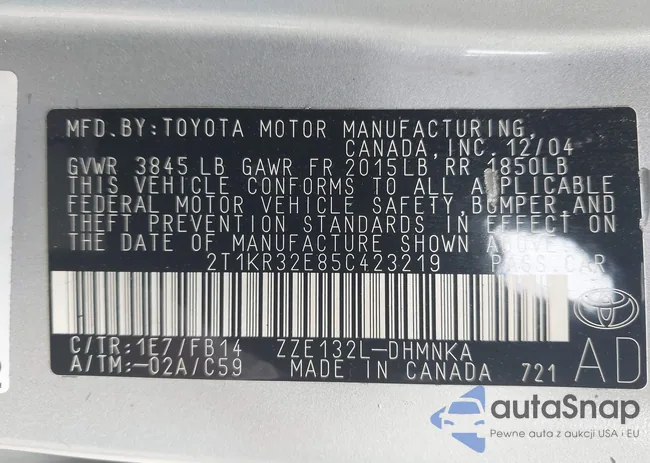 MFD.BY:TOYOTA MOTOR MANUFACTURING,
CANADA, INC. 12/04
GVWR 3845 LB GAWR FR 2015LB RR 1850LB
THIS VEHICLE CONFORMS TO ALL APPLICABLE
FEDERAL MOTOR VEHICLE SAFETY, BUMPER, AND
THEFT PREVENTION STANDARDS IN EFFECT ON
THE DATE OF MANUFACTURE SHOWN ABOVE.
2T1KR32E85C423219 PASS.CAR
C/TR:1E7/FB14 ZZE132L-DHMNKA
A/TM:-02A/C59 MADE IN CANADA 721
AD
autaSnap
Pewne auta z aukcji USA i EU